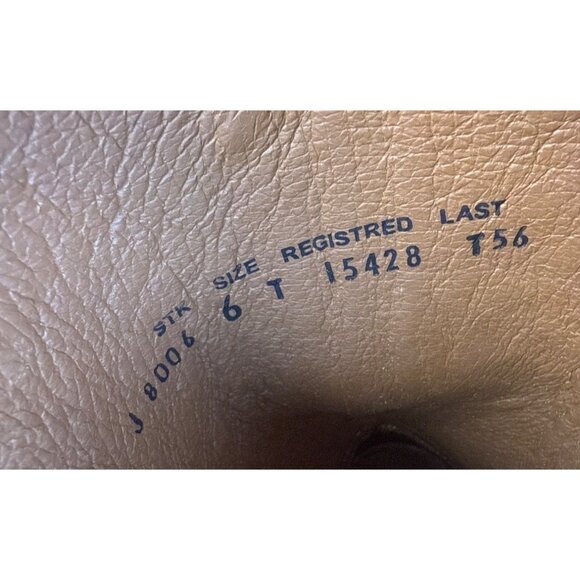 STK SIZE REGISTRED LAST
J 8006 6 T 15428 T56